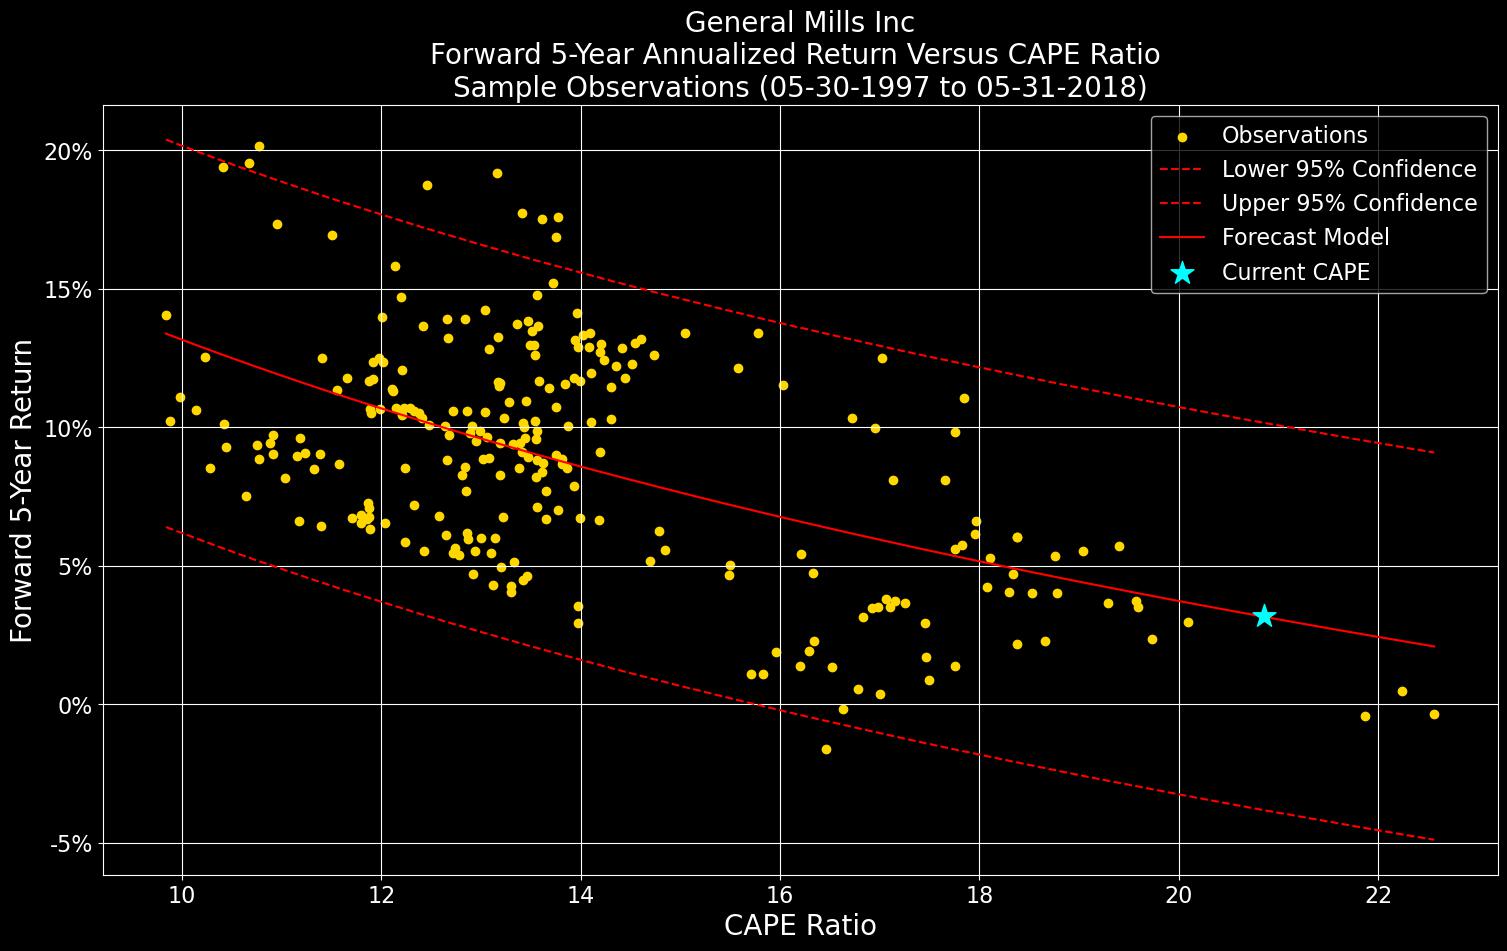 General Mills Inc
Forward 5-Year Annualized Return Versus CAPE Ratio
Sample Observations (05-30-1997 to 05-31-2018)
Observations
Lower 95% Confidence
Upper 95% Confidence
Forecast Model
Current CAPE
Forward 5-Year Return
20%
15%
10%
5%
0%
-5%
10 12 14 16 18 20 22
CAPE Ratio